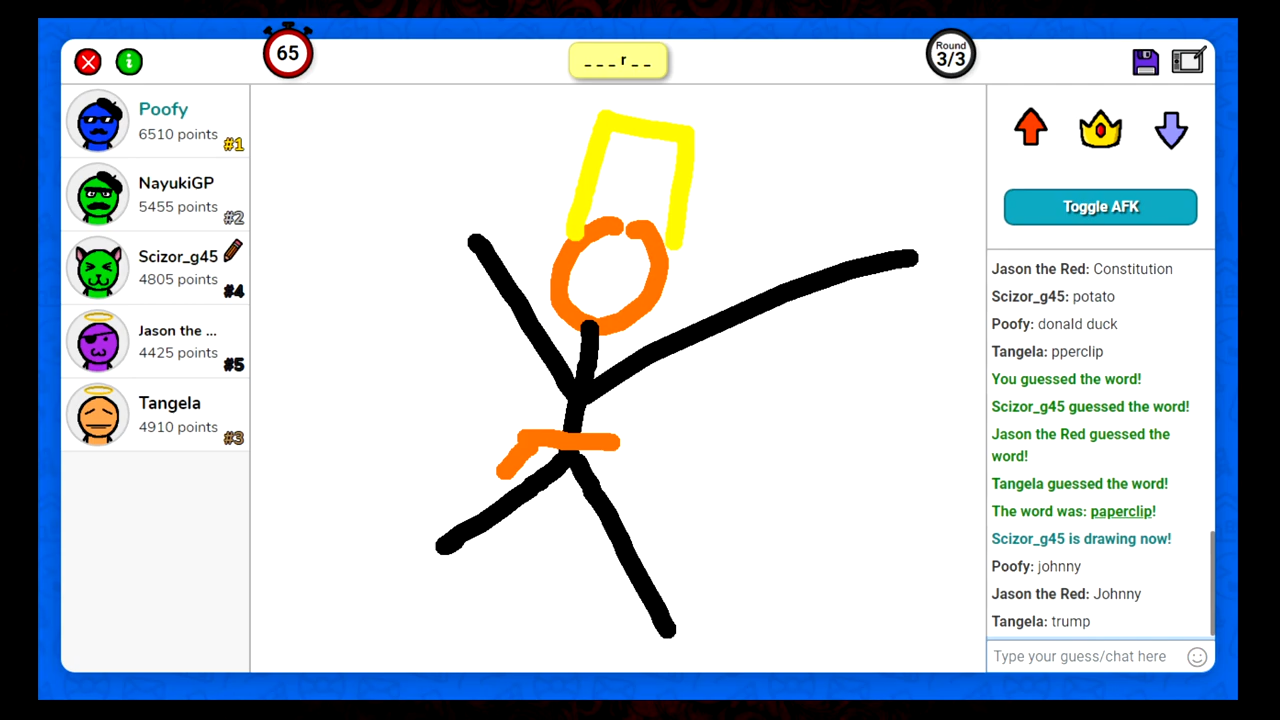 65
_ _ _ r _ _
Round
3/3
Poofy
6510 points
#1
NayukiGP
5455 points
#2
Scizor_g45
4805 points
#4
Jason the ...
4425 points
#5
Tangela
4910 points
#3
Toggle AFK
Jason the Red: Constitution
Scizor_g45: potato
Poofy: donald duck
Tangela: pperclip
You guessed the word!
Scizor_g45 guessed the word!
Jason the Red guessed the
word!
Tangela guessed the word!
The word was: paperclip!
Scizor_g45 is drawing now!
Poofy: johnny
Jason the Red: Johnny
Tangela: trump
Type your guess/chat here